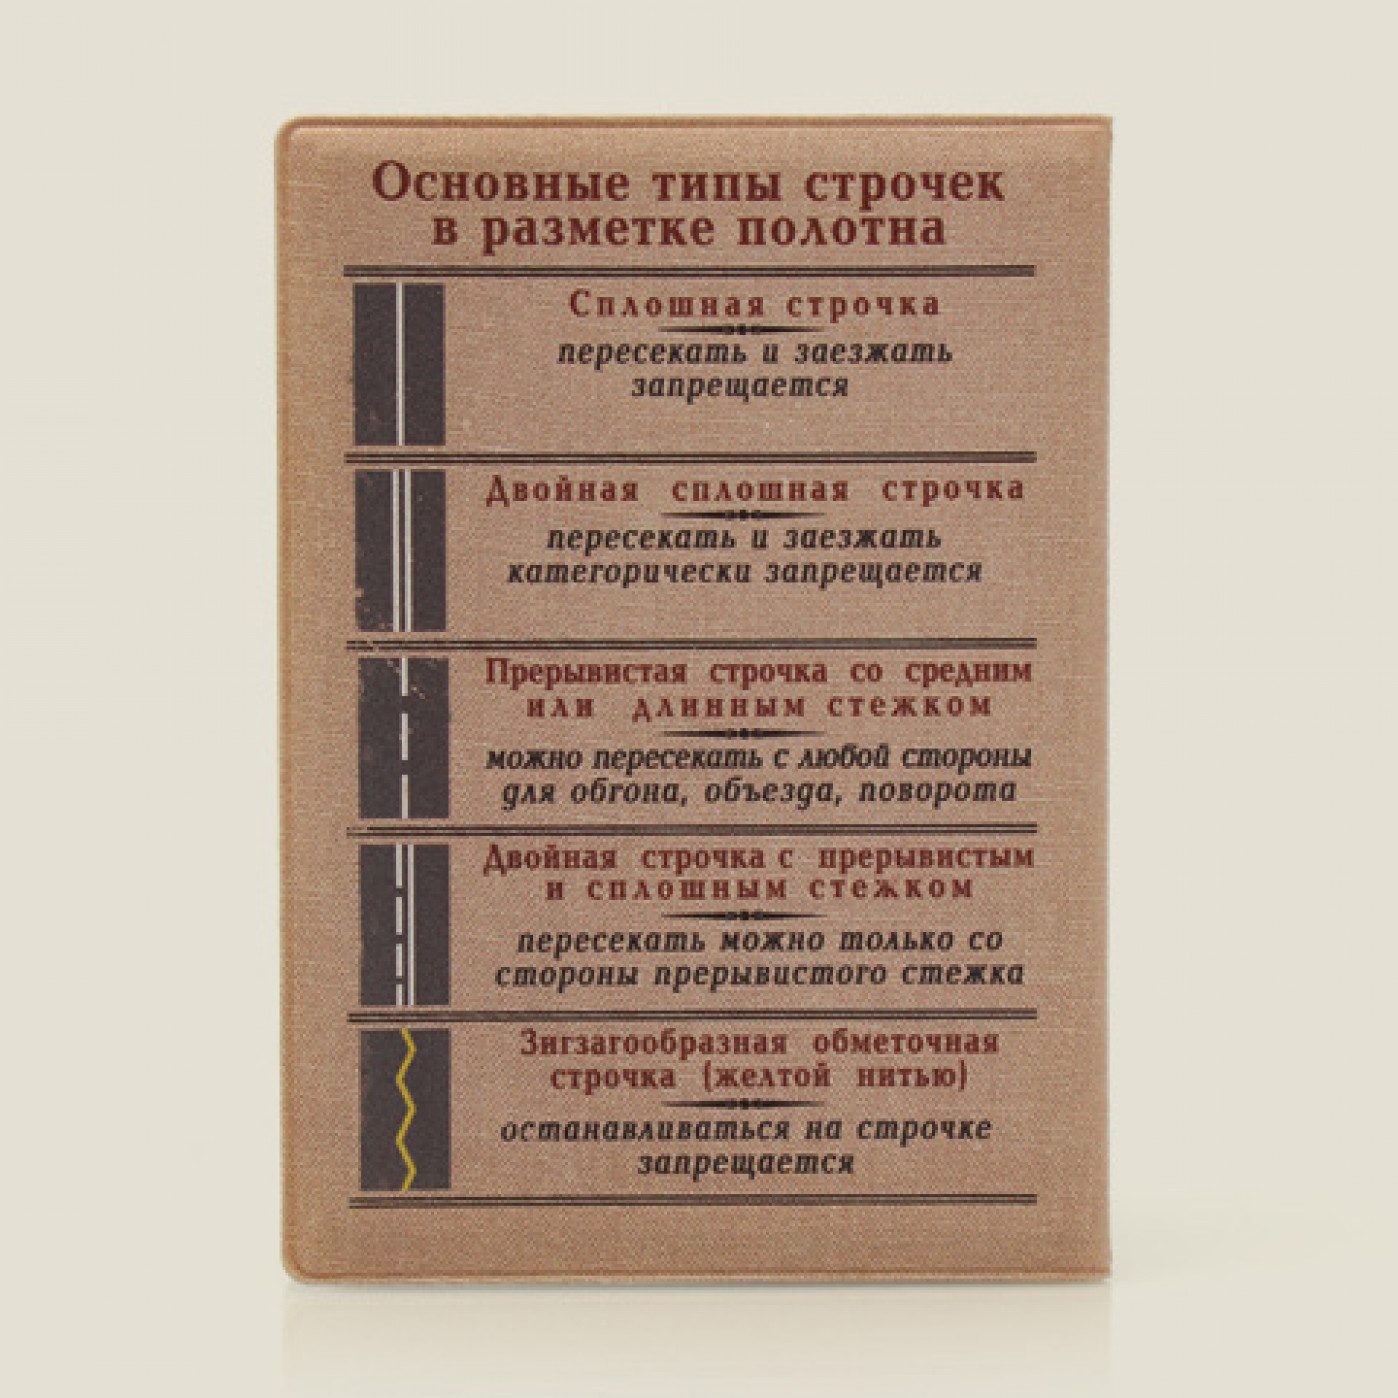 Основные типы строчек
в разметке полотна
Сплошная строчка
пересекать и заезжать
запрещается
Двойная сплошная строчка
пересекать и заезжать
категорически запрещается
Прерывистая строчка со средним
или длинным стежком
можно пересекать с любой стороны
для обгона, объезда, поворота
Двойная строчка с прерывистым
и сплошным стежком
пересекать можно только со
стороны прерывистого стежка
Зигзагообразная обметочная
строчка (желтой нитью)
останавливаться на строчке
запрещается